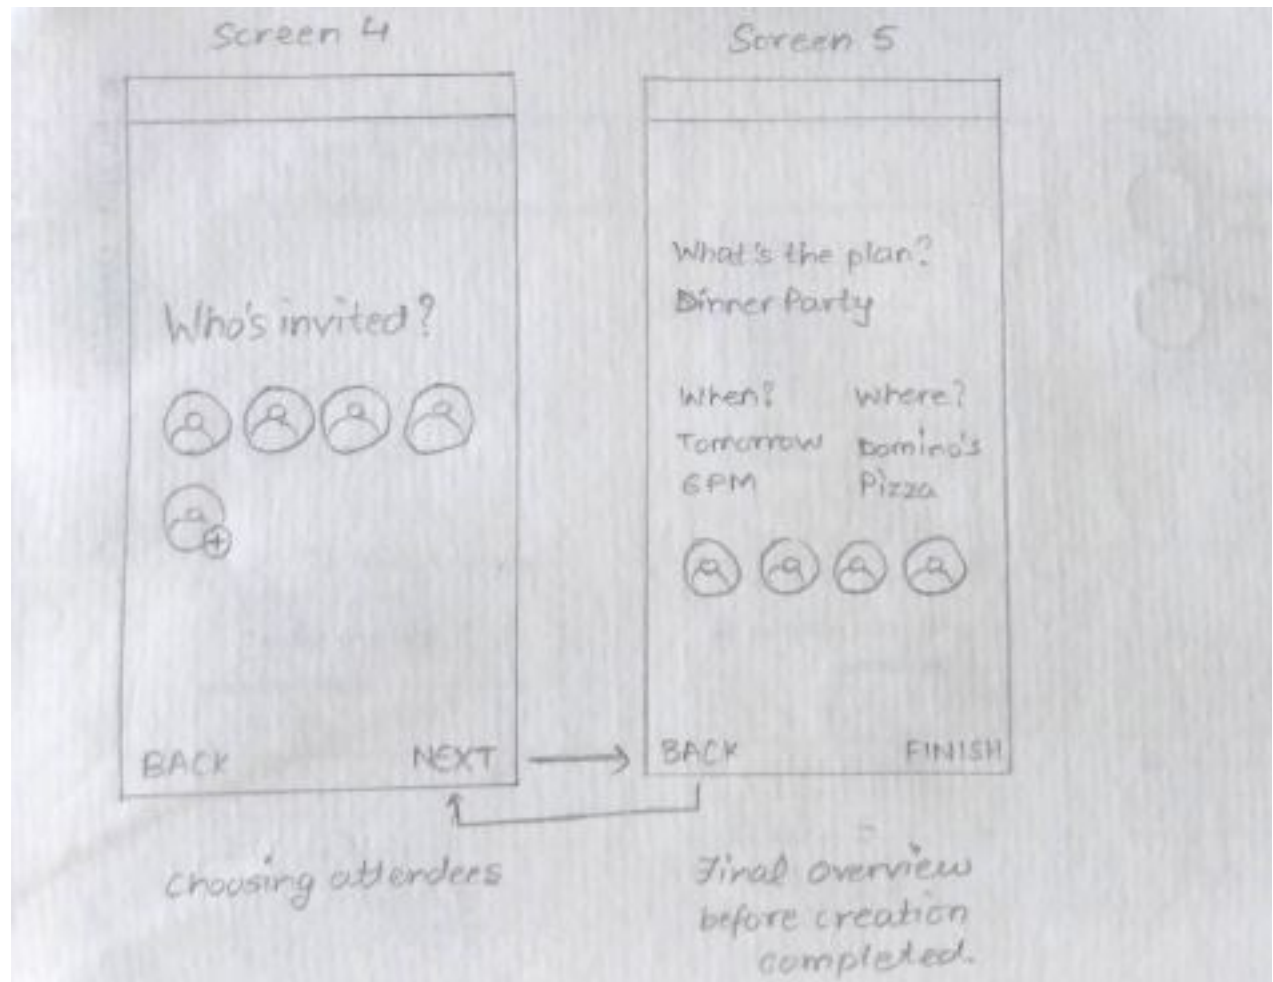 Screen 4
Who's invited?
BACK
NEXT
choosing attendees
Screen 5
What's the plan?
Dinner Party
When?
Where?
Tomorrow
Domino's
6PM
Pizza
BACK
FINISH
Final overview
before creation
completed.